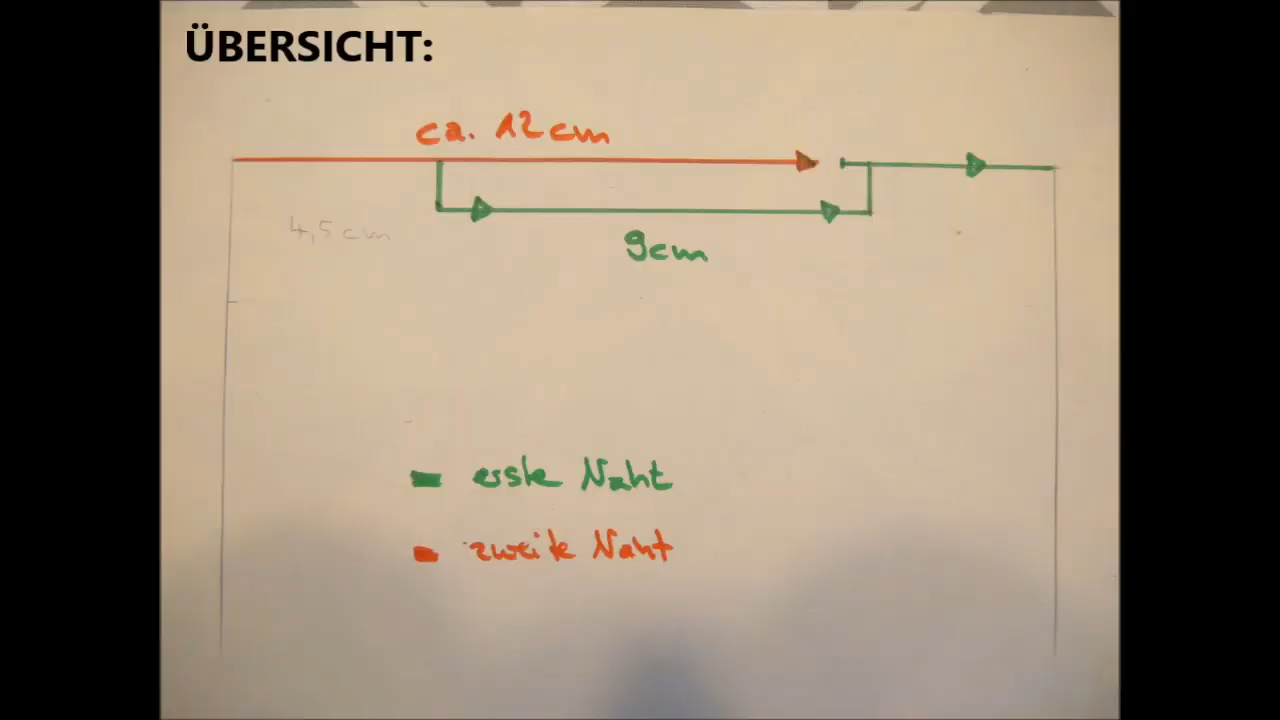 ÜBERSICHT:
ca. 12cm
4,5cm
9cm
erste Naht
zweite Naht